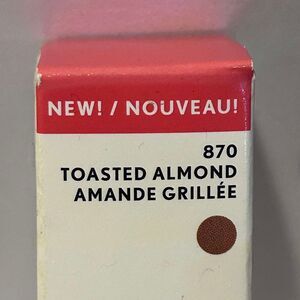 NEW! / NOUVEAU!
870
TOASTED ALMOND
AMANDE GRILLÉE